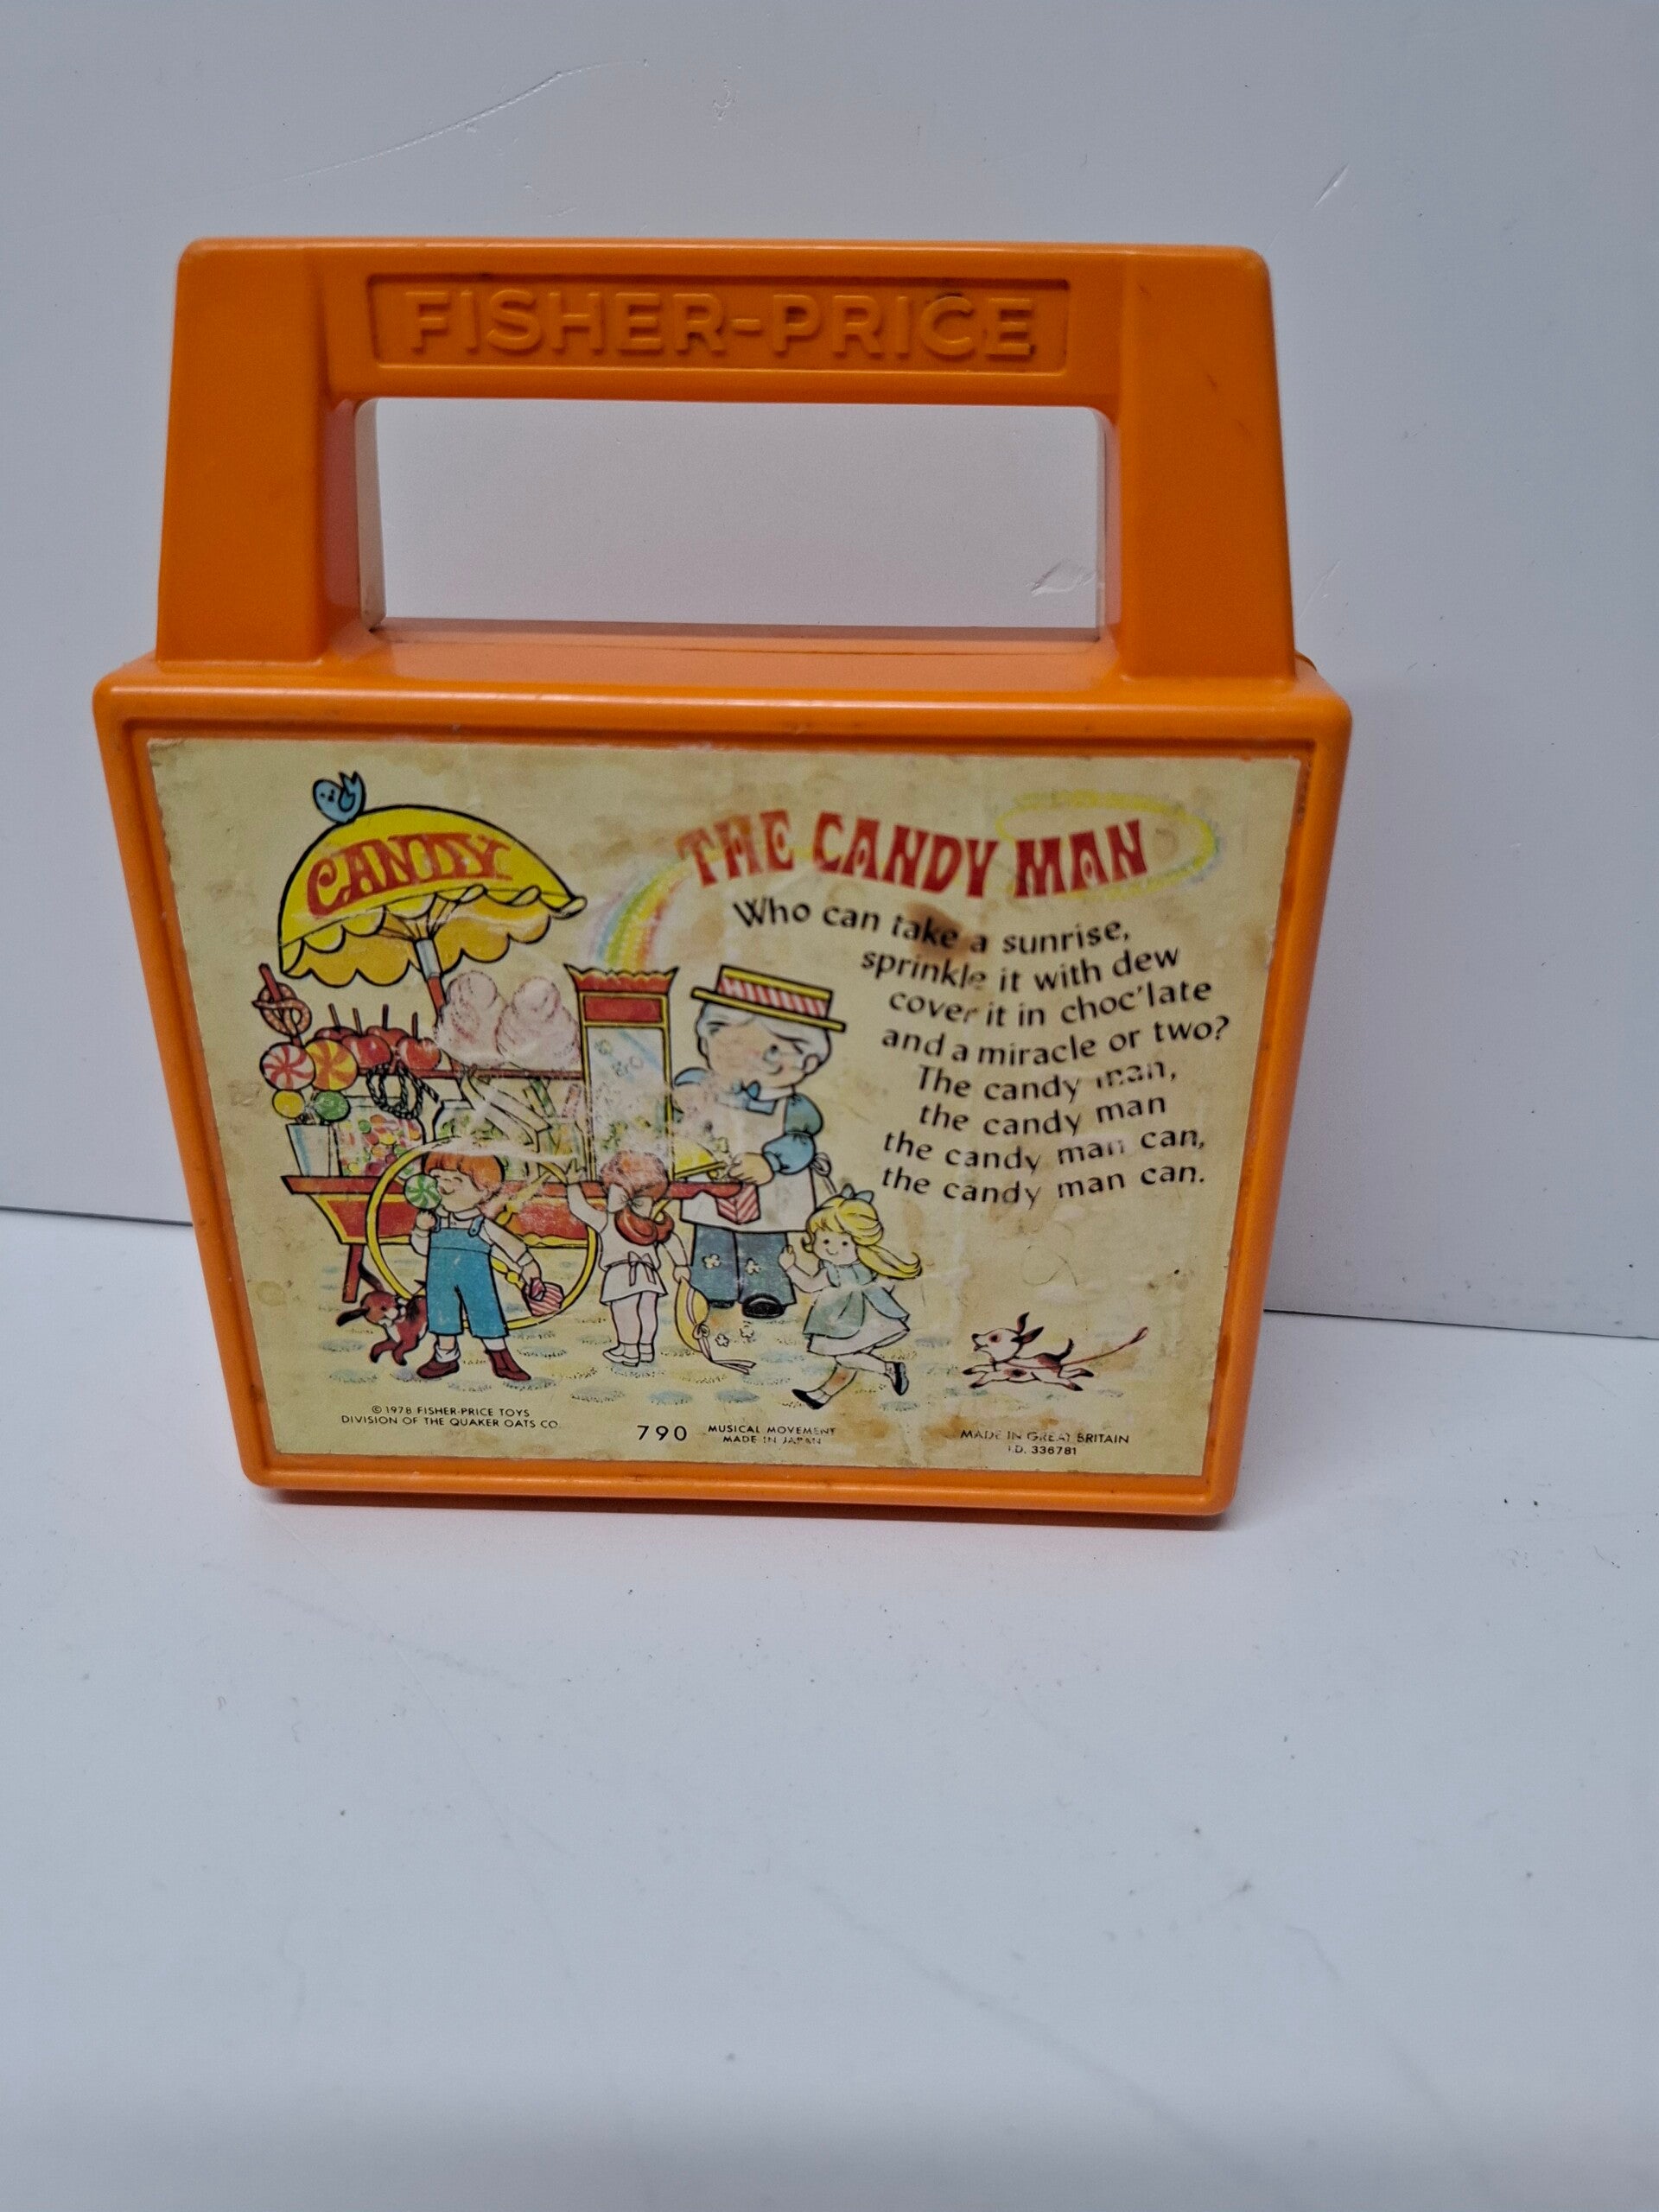 FISHER-PRICE
CANDY
THE CANDY MAN
Who can take a sunrise,
sprinkle it with dew
cover it in choc'late
and a miracle or two?
The candy man,
the candy man
the candy man can,
the candy man can.
© 1978 FISHER-PRICE TOYS
DIVISION OF THE QUAKER OATS CO.
790
MUSICAL MOVEMENT
MADE IN JAPAN
MADE IN GREAT BRITAIN
I.D. 336781